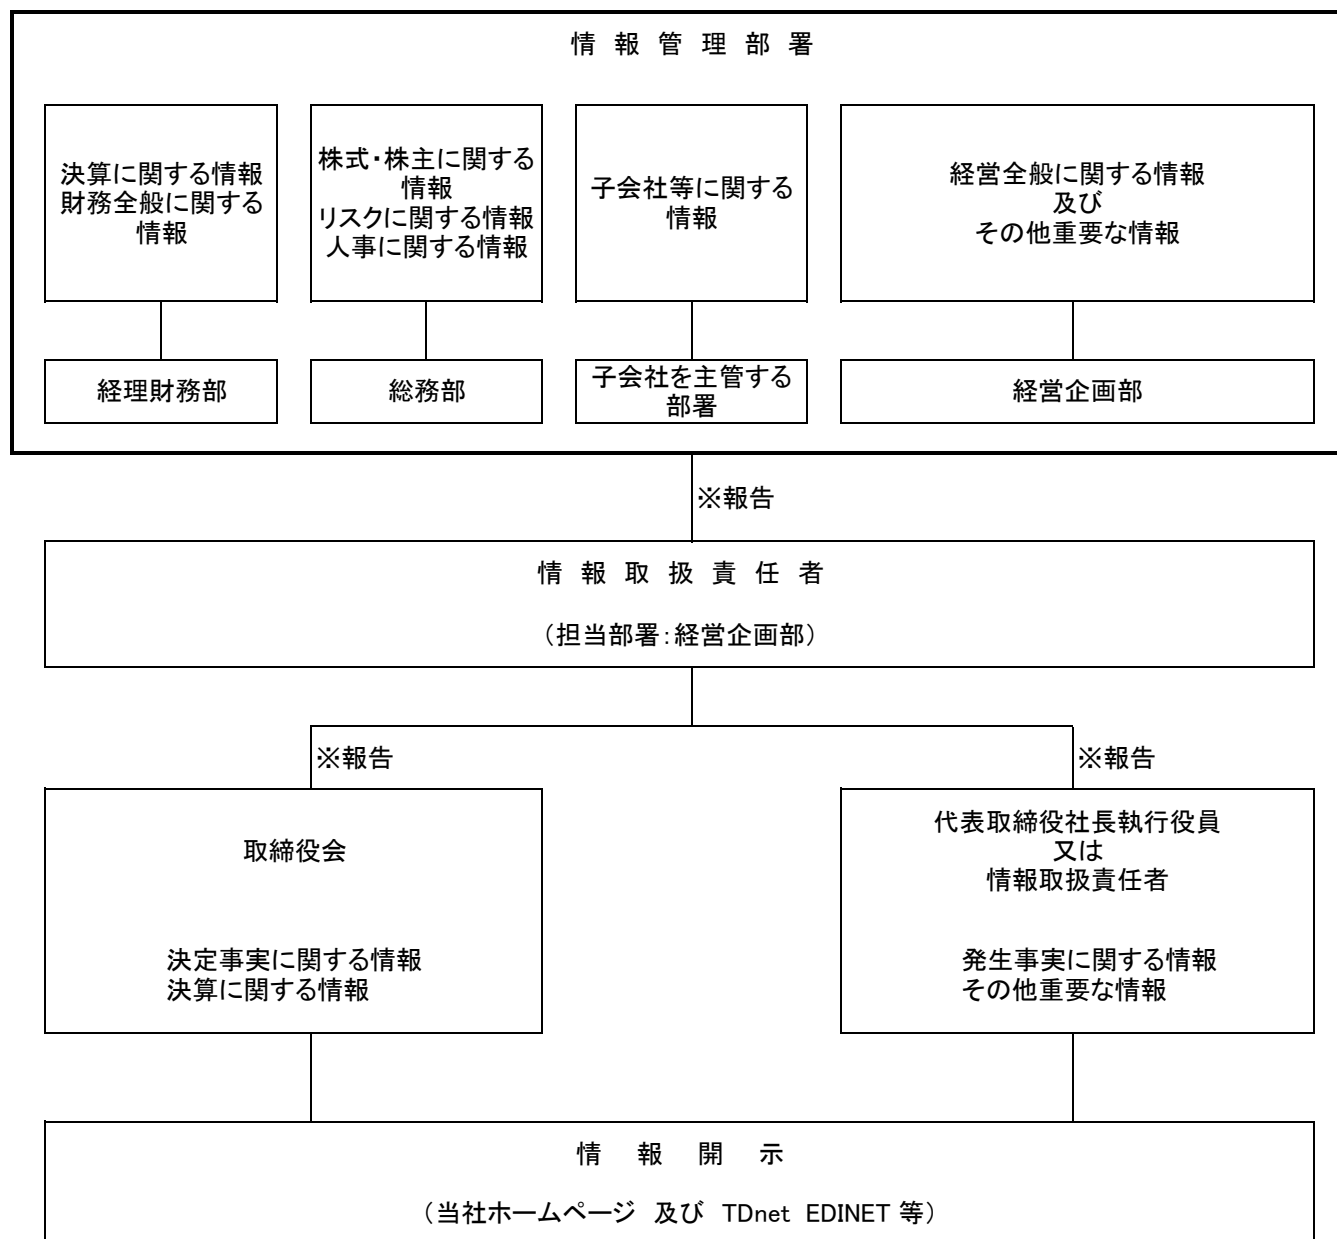 情報管理部署
決算に関する情報
財務全般に関する
情報
株式・株主に関する
情報
リスクに関する情報
人事に関する情報
子会社等に関する
情報
経営全般に関する情報
及び
その他重要な情報
経理財務部
総務部
子会社を主管する
部署
経営企画部
※報告
情報取扱責任者
（担当部署：経営企画部）
※報告
※報告
取締役会
決定事実に関する情報
決算に関する情報
代表取締役社長執行役員
又は
情報取扱責任者
発生事実に関する情報
その他重要な情報
情報開示
（当社ホームページ 及び TDnet EDINET 等）